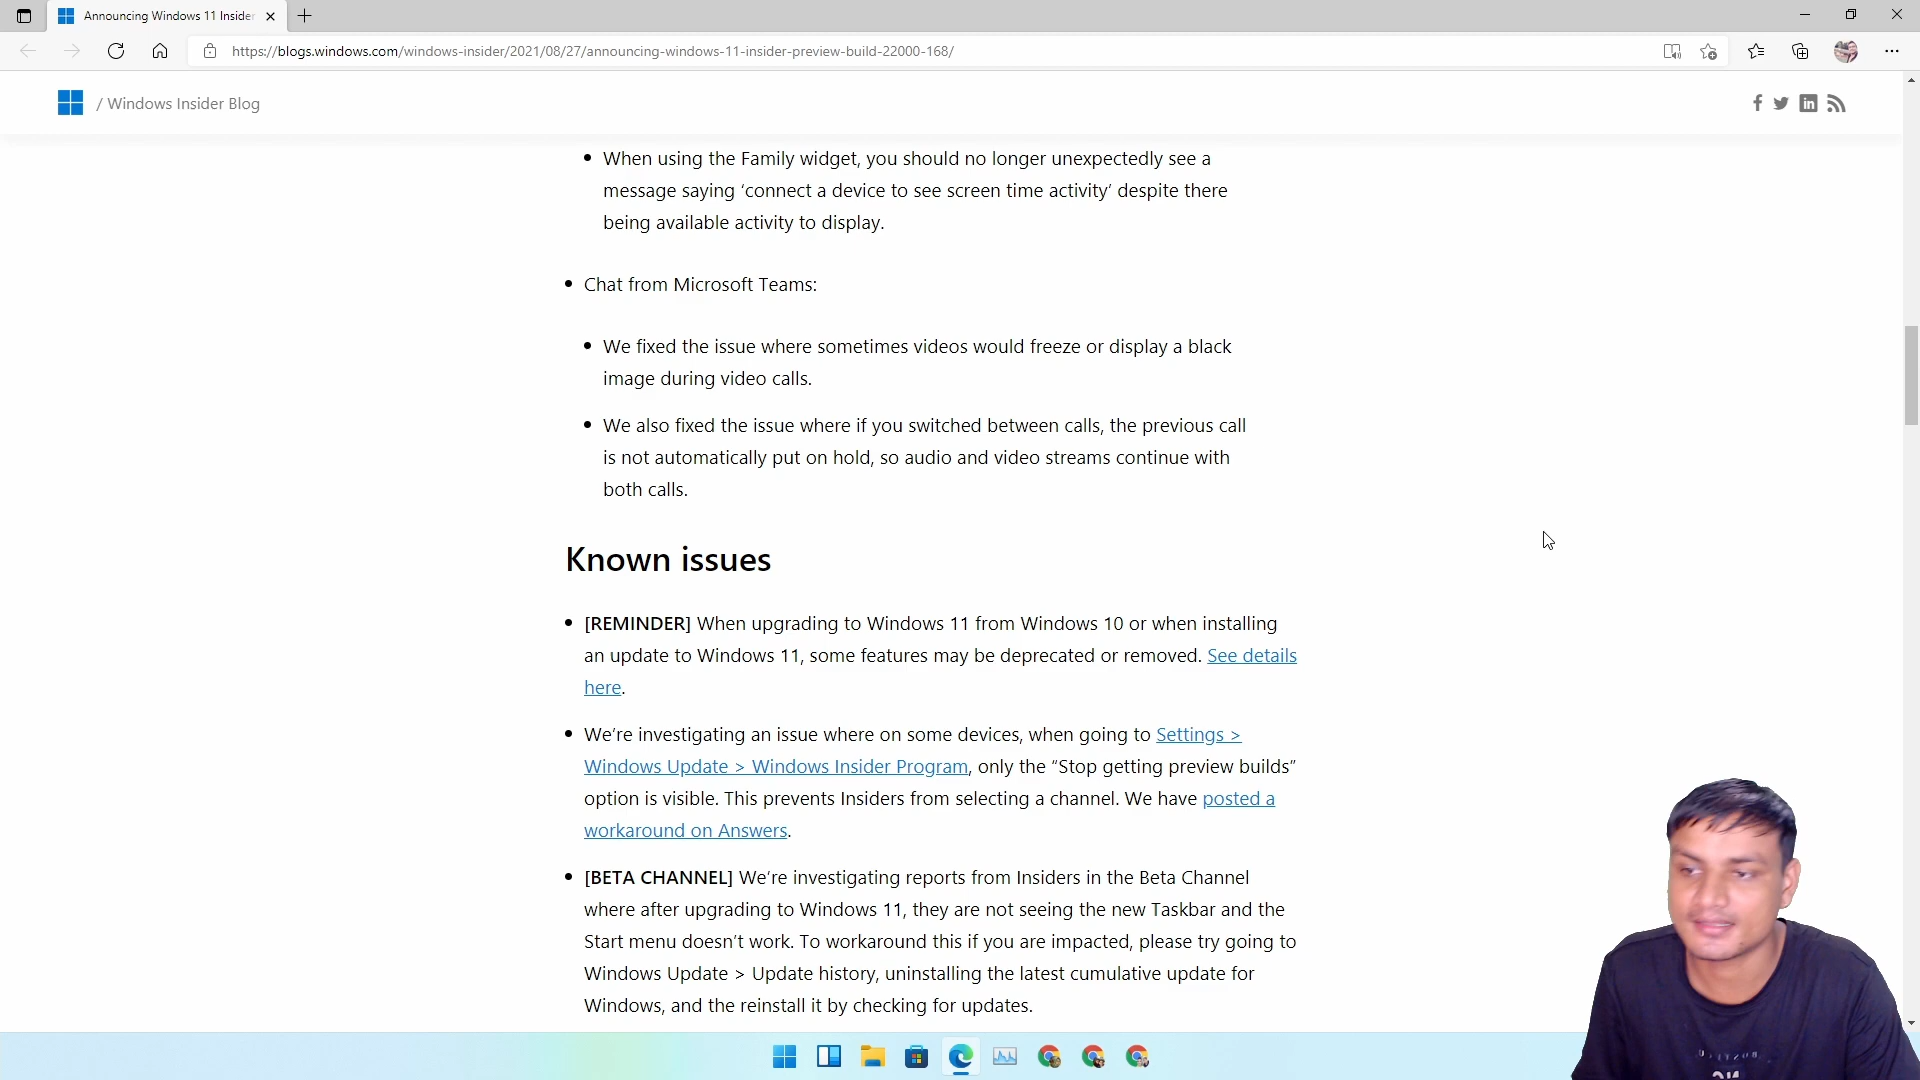 Announcing Windows 11 Insider
https://blogs.windows.com/windows-insider/2021/08/27/announcing-windows-11-insider-preview-build-22000-168/
/ Windows Insider Blog
When using the Family widget, you should no longer unexpectedly see a
message saying ‘connect a device to see screen time activity’ despite there
being available activity to display.
Chat from Microsoft Teams:
We fixed the issue where sometimes videos would freeze or display a black
image during video calls.
We also fixed the issue where if you switched between calls, the previous call
is not automatically put on hold, so audio and video streams continue with
both calls.
Known issues
[REMINDER] When upgrading to Windows 11 from Windows 10 or when installing
an update to Windows 11, some features may be deprecated or removed. See details
here.
We’re investigating an issue where on some devices, when going to Settings >
Windows Update > Windows Insider Program, only the “Stop getting preview builds”
option is visible. This prevents Insiders from selecting a channel. We have posted a
workaround on Answers.
[BETA CHANNEL] We’re investigating reports from Insiders in the Beta Channel
where after upgrading to Windows 11, they are not seeing the new Taskbar and the
Start menu doesn’t work. To workaround this if you are impacted, please try going to
Windows Update > Update history, uninstalling the latest cumulative update for
Windows, and the reinstall it by checking for updates.